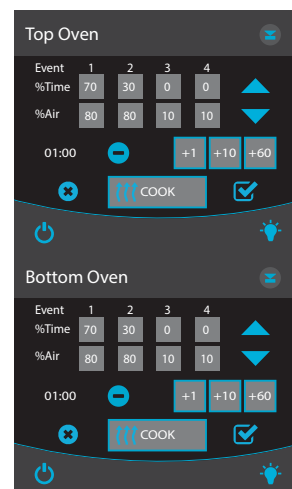 Top Oven
Event 1 2 3 4
%Time 70 30 0 0
%Air 80 80 10 10
01:00 +1 +10 +60
COOK
Bottom Oven
Event 1 2 3 4
%Time 70 30 0 0
%Air 80 80 10 10
01:00 +1 +10 +60
COOK